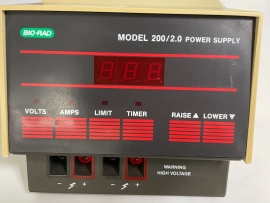 BIO-RAD
MODEL 200/2.0 POWER SUPPLY
VOLTS AMPS LIMIT TIMER RAISE▲ LOWER▼
- + - +
WARNING
HIGH VOLTAGE